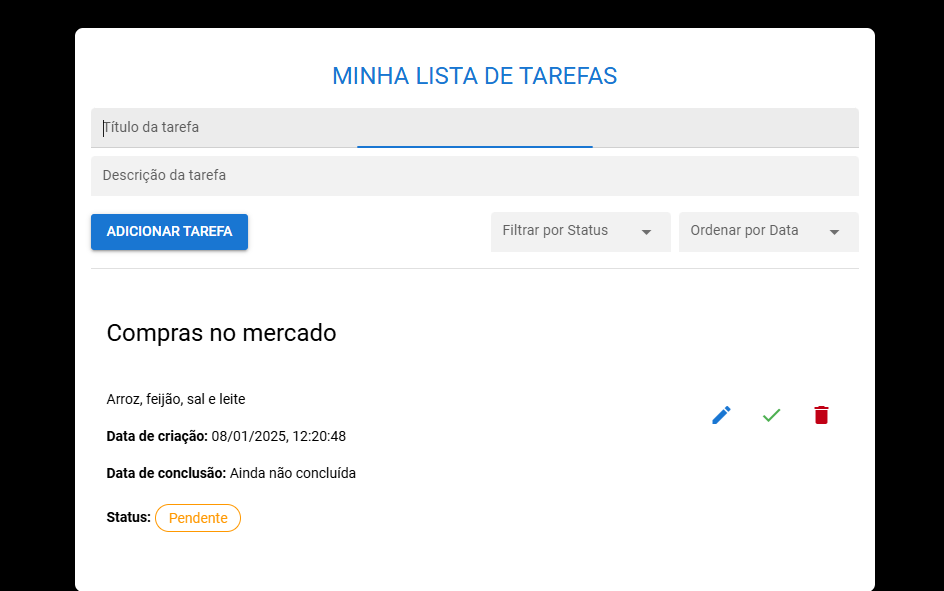 MINHA LISTA DE TAREFAS
Título da tarefa
Descrição da tarefa
ADICIONAR TAREFA
Filtrar por Status
Ordenar por Data
Compras no mercado
Arroz, feijão, sal e leite
Data de criação: 08/01/2025, 12:20:48
Data de conclusão: Ainda não concluída
Status: Pendente